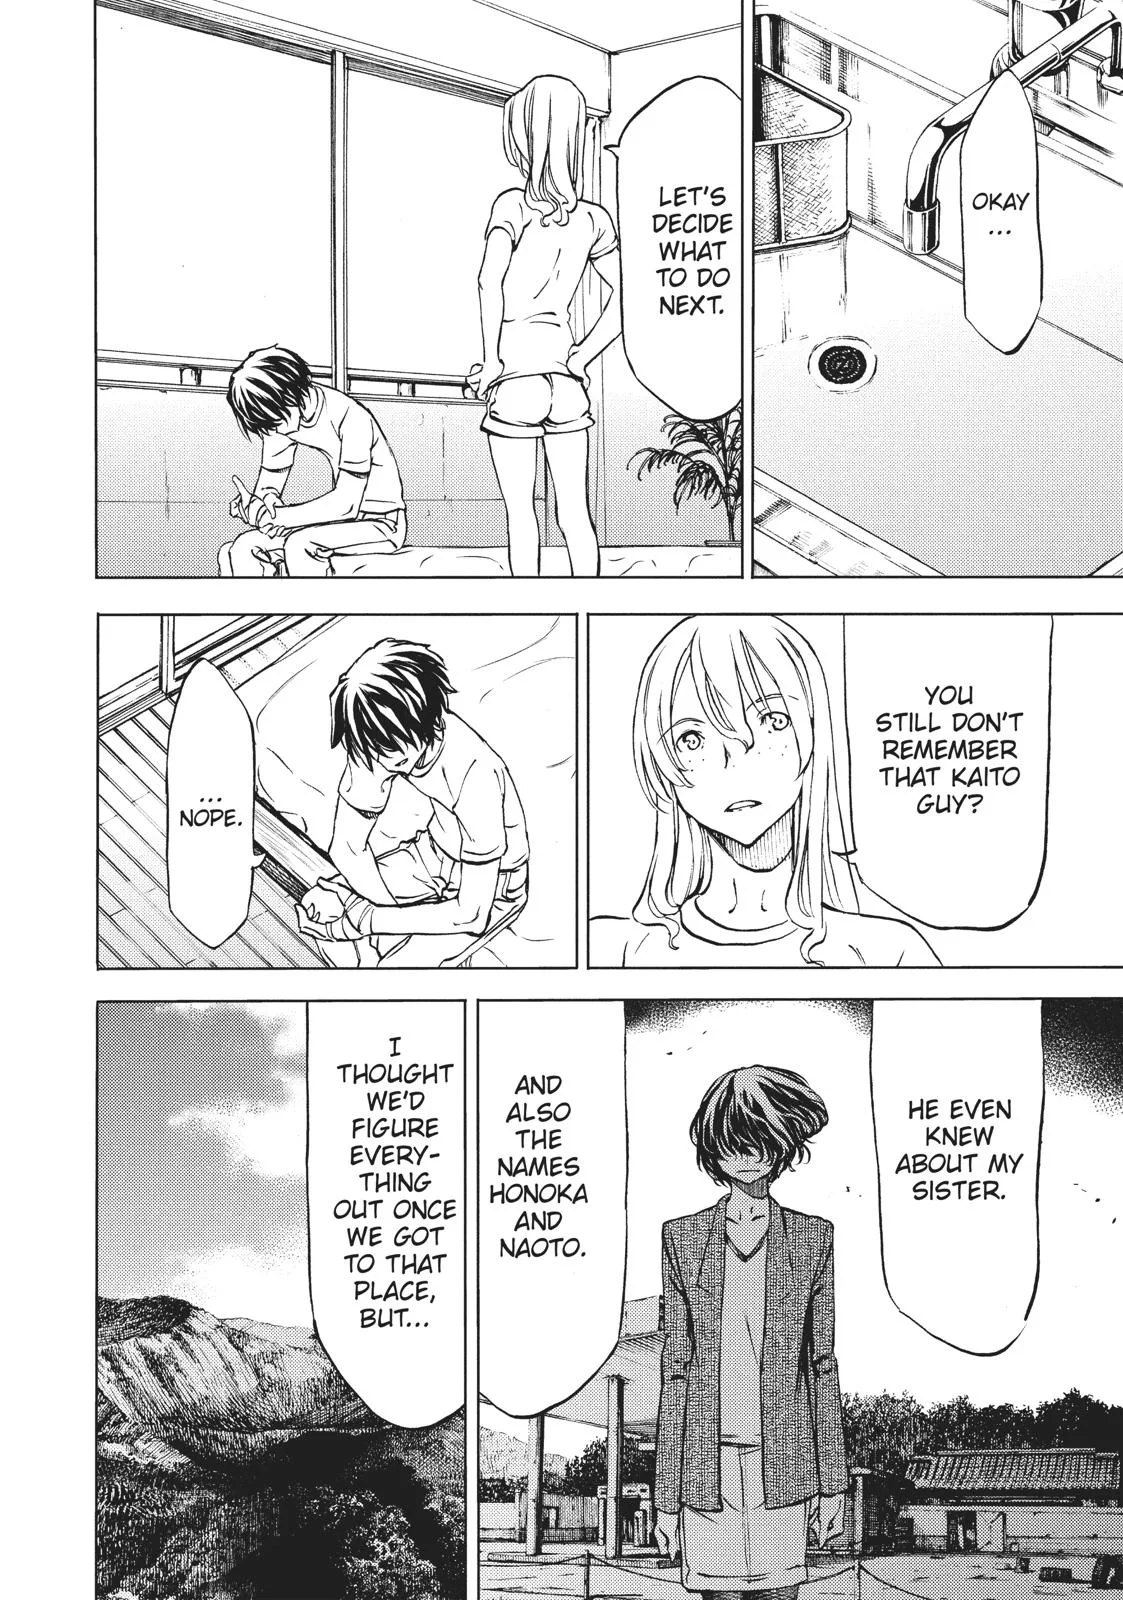 OKAY
...
LET'S
DECIDE
WHAT
TO DO
NEXT.
YOU
STILL DON'T
REMEMBER
THAT KAITO
GUY?
...
NOPE.
HE EVEN
KNEW
ABOUT MY
SISTER.
AND
ALSO
THE
NAMES
HONOKA
AND
NAOTO.
I
THOUGHT
WE'D
FIGURE
EVERY-
THING
OUT ONCE
WE GOT
TO THAT
PLACE,
BUT...